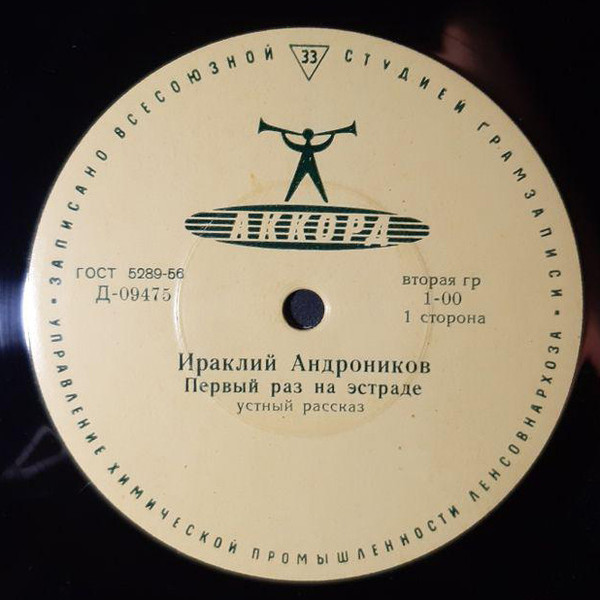 ЗАПИСАНО ВСЕСОЮЗНОЙ 33 СТУДИЕЙ ГРАМЗАПИСИ
АККОРД
ГОСТ 5289-56
Д-09475
вторая гр
1-00
1 сторона
Ираклий Андроников
Первый раз на эстраде
устный рассказ
УПРАВЛЕНИЕ ХИМИЧЕСКОЙ ПРОМЫШЛЕННОСТИ ЛЕНСОВНАРХОЗА